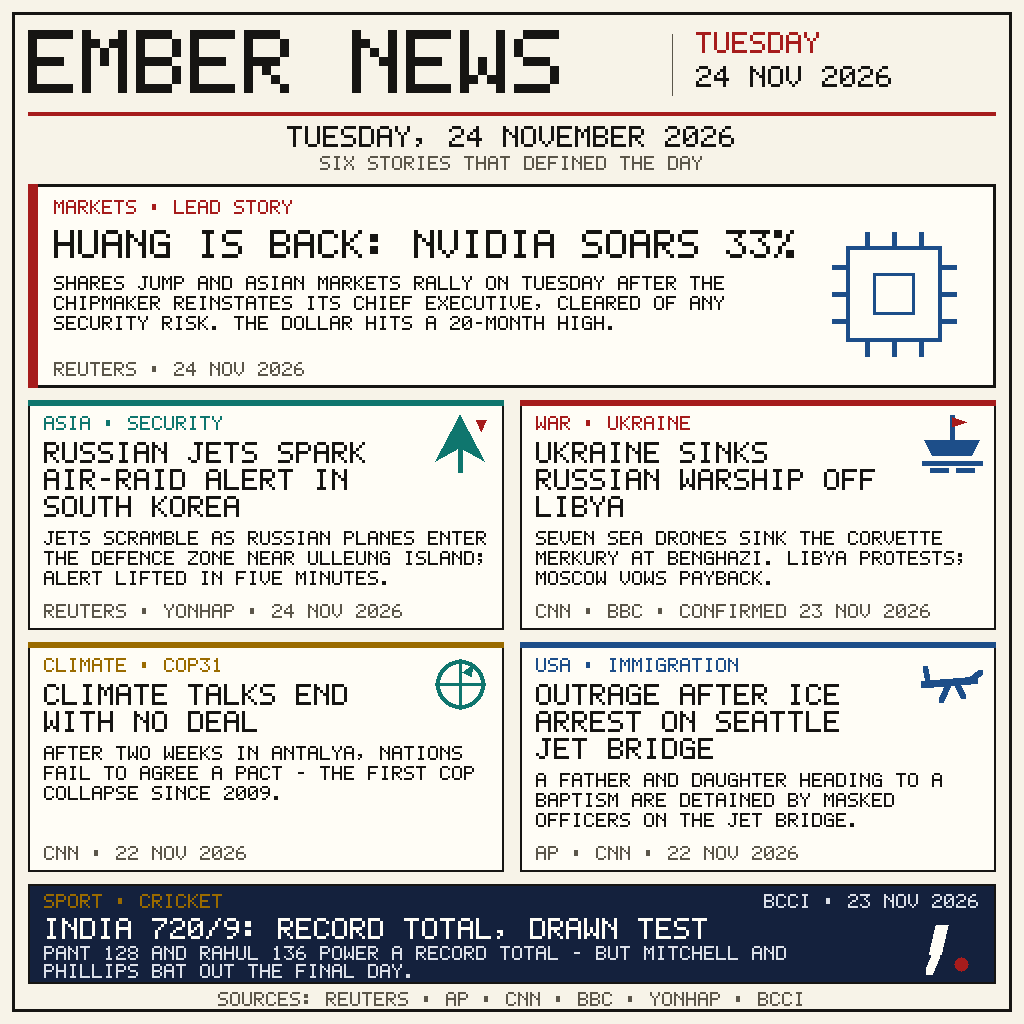 EMBER NEWS
TUESDAY
24 NOV 2026
TUESDAY, 24 NOVEMBER 2026
SIX STORIES THAT DEFINED THE DAY
MARKETS · LEAD STORY
HUANG IS BACK: NVIDIA SOARS 33%
SHARES JUMP AND ASIAN MARKETS RALLY ON TUESDAY AFTER THE
CHIPMAKER REINSTATES ITS CHIEF EXECUTIVE, CLEARED OF ANY
SECURITY RISK. THE DOLLAR HITS A 20-MONTH HIGH.
REUTERS · 24 NOV 2026
ASIA · SECURITY
RUSSIAN JETS SPARK
AIR-RAID ALERT IN
SOUTH KOREA
JETS SCRAMBLE AS RUSSIAN PLANES ENTER
THE DEFENCE ZONE NEAR ULLEUNG ISLAND;
ALERT LIFTED IN FIVE MINUTES.
REUTERS · YONHAP · 24 NOV 2026
WAR · UKRAINE
UKRAINE SINKS
RUSSIAN WARSHIP OFF
LIBYA
SEVEN SEA DRONES SINK THE CORVETTE
MERKURY AT BENGHAZI. LIBYA PROTESTS;
MOSCOW VOWS PAYBACK.
CNN · BBC · CONFIRMED 23 NOV 2026
CLIMATE · COP31
CLIMATE TALKS END
WITH NO DEAL
AFTER TWO WEEKS IN ANTALYA, NATIONS
FAIL TO AGREE A PACT - THE FIRST COP
COLLAPSE SINCE 2009.
CNN · 22 NOV 2026
USA · IMMIGRATION
OUTRAGE AFTER ICE
ARREST ON SEATTLE
JET BRIDGE
A FATHER AND DAUGHTER HEADING TO A
BAPTISM ARE DETAINED BY MASKED
OFFICERS ON THE JET BRIDGE.
AP · CNN · 22 NOV 2026
SPORT · CRICKET
BCCI · 23 NOV 2026
INDIA 720/9: RECORD TOTAL, DRAWN TEST
PANT 128 AND RAHUL 136 POWER A RECORD TOTAL - BUT MITCHELL AND
PHILLIPS BAT OUT THE FINAL DAY.
SOURCES: REUTERS · AP · CNN · BBC · YONHAP · BCCI